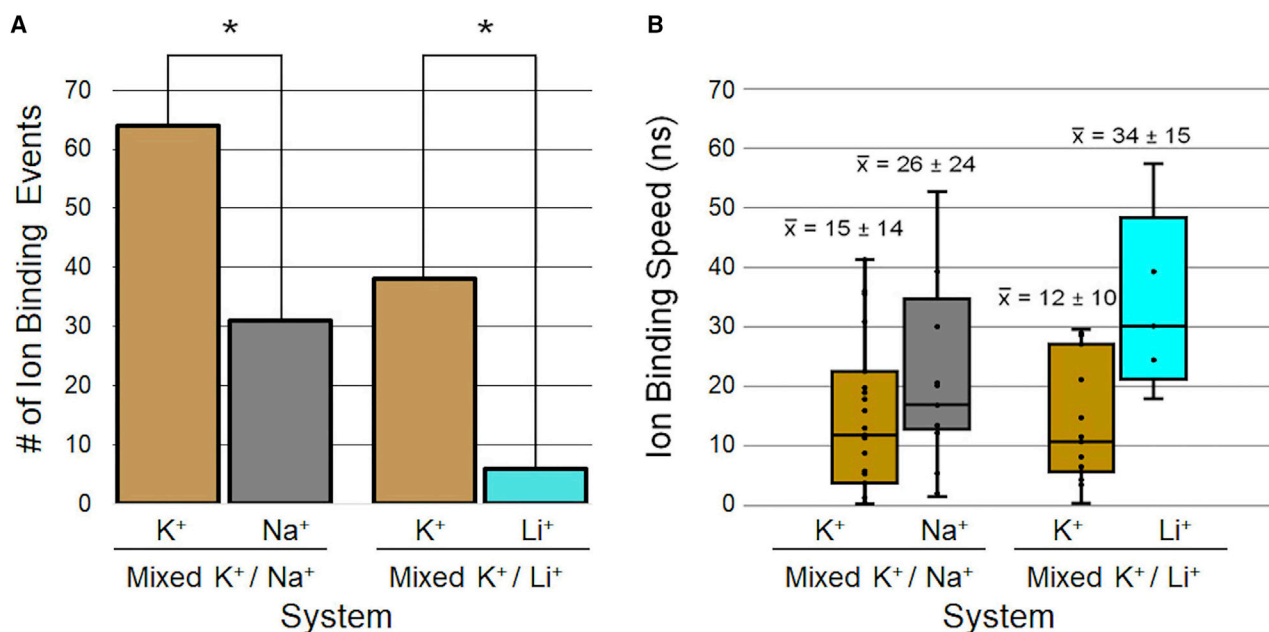 A
* *
# of Ion Binding Events
70
60
50
40
30
20
10
0
K⁺ Na⁺ K⁺ Li⁺
Mixed K⁺ / Na⁺ Mixed K⁺ / Li⁺
System
B
Ion Binding Speed (ns)
70
60
50
40
30
20
10
0
x̄ = 15 ± 14
x̄ = 26 ± 24
x̄ = 12 ± 10
x̄ = 34 ± 15
K⁺ Na⁺ K⁺ Li⁺
Mixed K⁺ / Na⁺ Mixed K⁺ / Li⁺
System